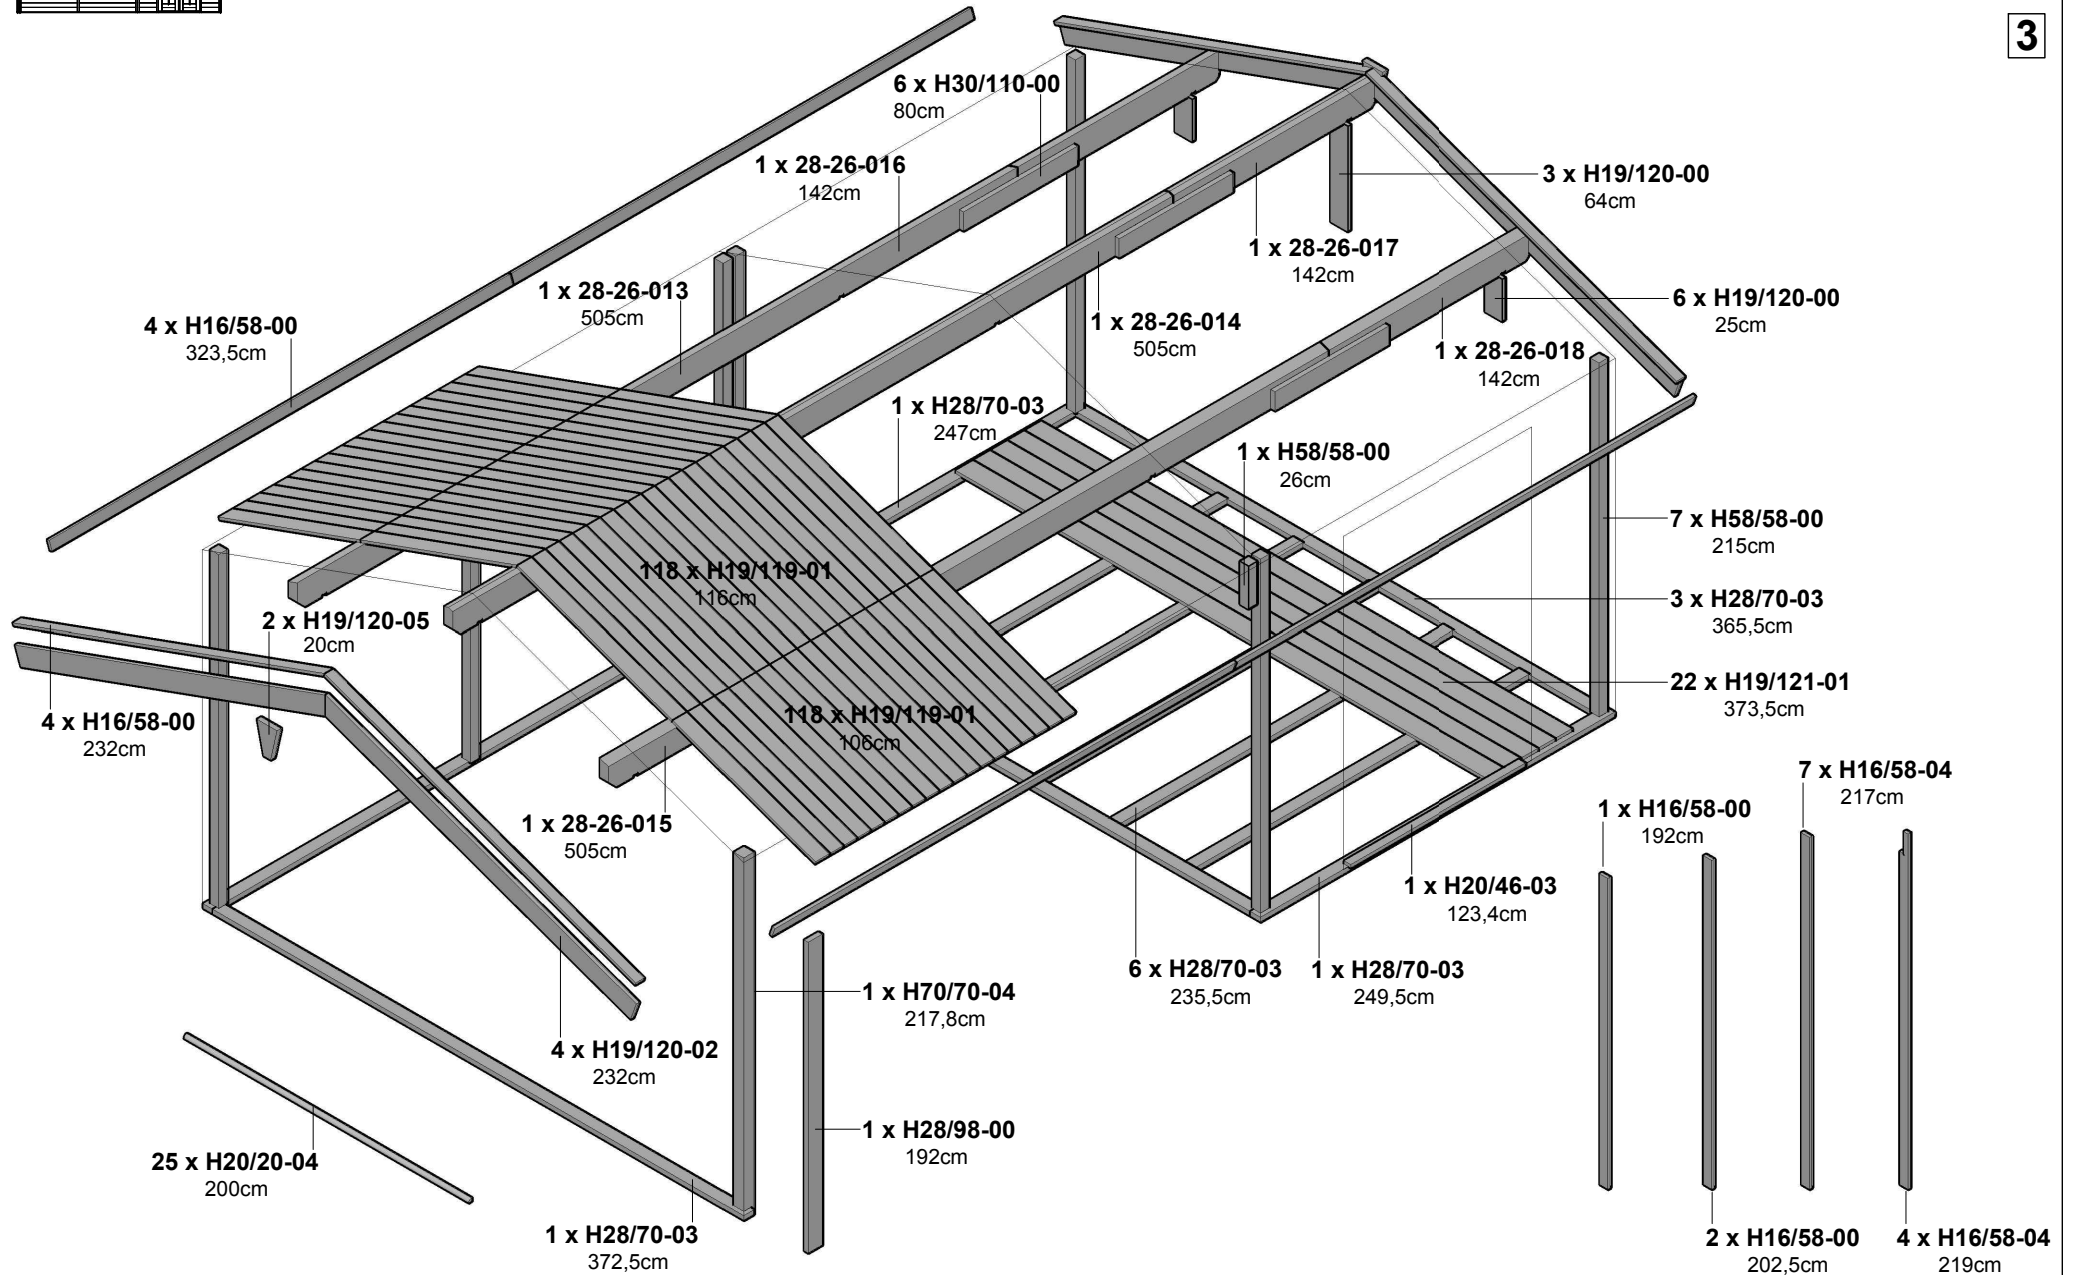 3
6 x H30/110-00
80cm
1 x 28-26-016
142cm
3 x H19/120-00
64cm
1 x 28-26-017
142cm
1 x 28-26-013
505cm
6 x H19/120-00
25cm
4 x H16/58-00
323,5cm
1 x 28-26-014
505cm
1 x 28-26-018
142cm
1 x H28/70-03
247cm
1 x H58/58-00
26cm
7 x H58/58-00
215cm
118 x H19/119-01
116cm
3 x H28/70-03
365,5cm
2 x H19/120-05
20cm
22 x H19/121-01
373,5cm
4 x H16/58-00
232cm
118 x H19/119-01
106cm
7 x H16/58-04
217cm
1 x H16/58-00
192cm
1 x 28-26-015
505cm
1 x H20/46-03
123,4cm
6 x H28/70-03
235,5cm
1 x H28/70-03
249,5cm
1 x H70/70-04
217,8cm
4 x H19/120-02
232cm
1 x H28/98-00
192cm
25 x H20/20-04
200cm
1 x H28/70-03
372,5cm
2 x H16/58-00
202,5cm
4 x H16/58-04
219cm